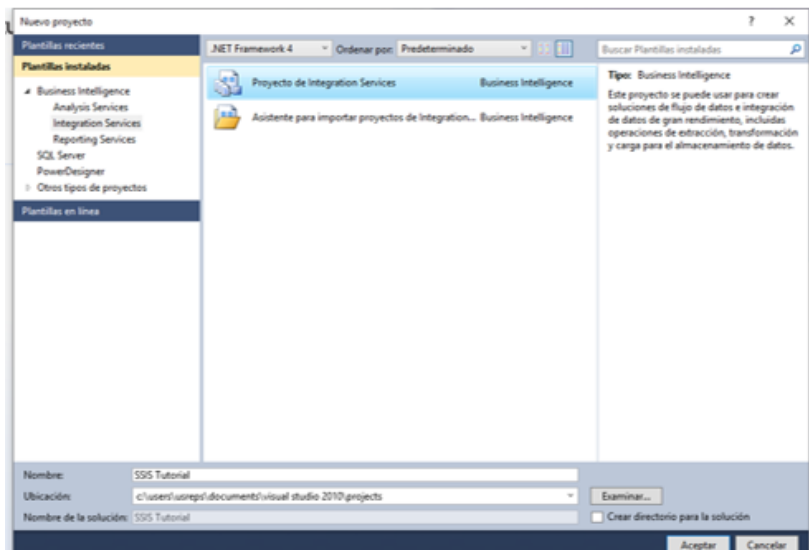 Nuevo proyecto
? ×
Plantillas recientes
.NET Framework 4
Ordenar por: Predeterminado
Buscar Plantillas instaladas
Plantillas instaladas
Business Intelligence
Analysis Services
Integration Services
Reporting Services
SQL Server
PowerDesigner
Otros tipos de proyectos
Plantillas en línea
Proyecto de Integration Services Business Intelligence
Asistente para importar proyectos de Integration... Business Intelligence
Tipo: Business Intelligence
Este proyecto se puede usar para crear
soluciones de flujo de datos e integración
de datos de gran rendimiento, incluidas
operaciones de extracción, transformación
y carga para el almacenamiento de datos.
Nombre: SSIS Tutorial
Ubicación: c:\users\usreps\documents\visual studio 2010\projects
Examinar...
Nombre de la solución: SSIS Tutorial
Crear directorio para la solución
Aceptar Cancelar